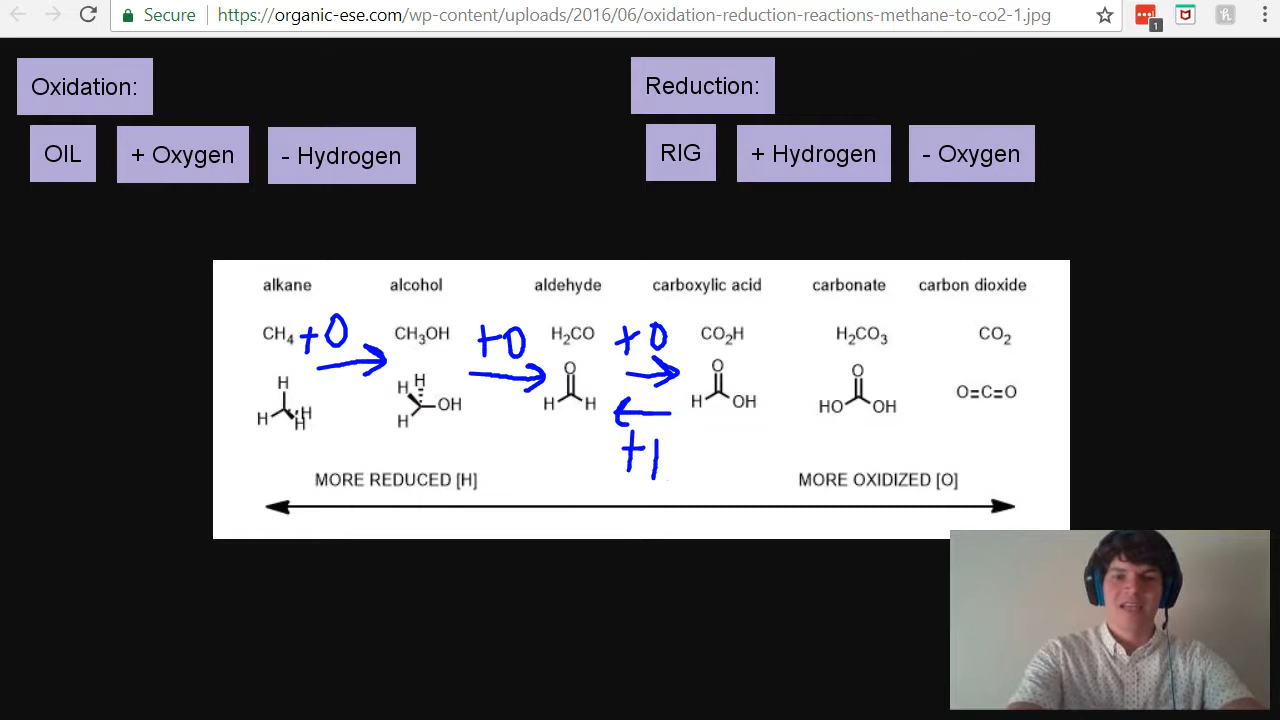 Secure https://organic-ese.com/wp-content/uploads/2016/06/oxidation-reduction-reactions-methane-to-co2-1.jpg
1
Oxidation:
Reduction:
OIL + Oxygen - Hydrogen
RIG + Hydrogen - Oxygen
alkane alcohol aldehyde carboxylic acid carbonate carbon dioxide
CH₄ +O CH₃OH +O H₂CO +O CO₂H H₂CO₃ CO₂
H H H H
H H H OH
H
O
H H
O
H OH
O
HO OH
O=C=O
+1
MORE REDUCED [H] MORE OXIDIZED [O]